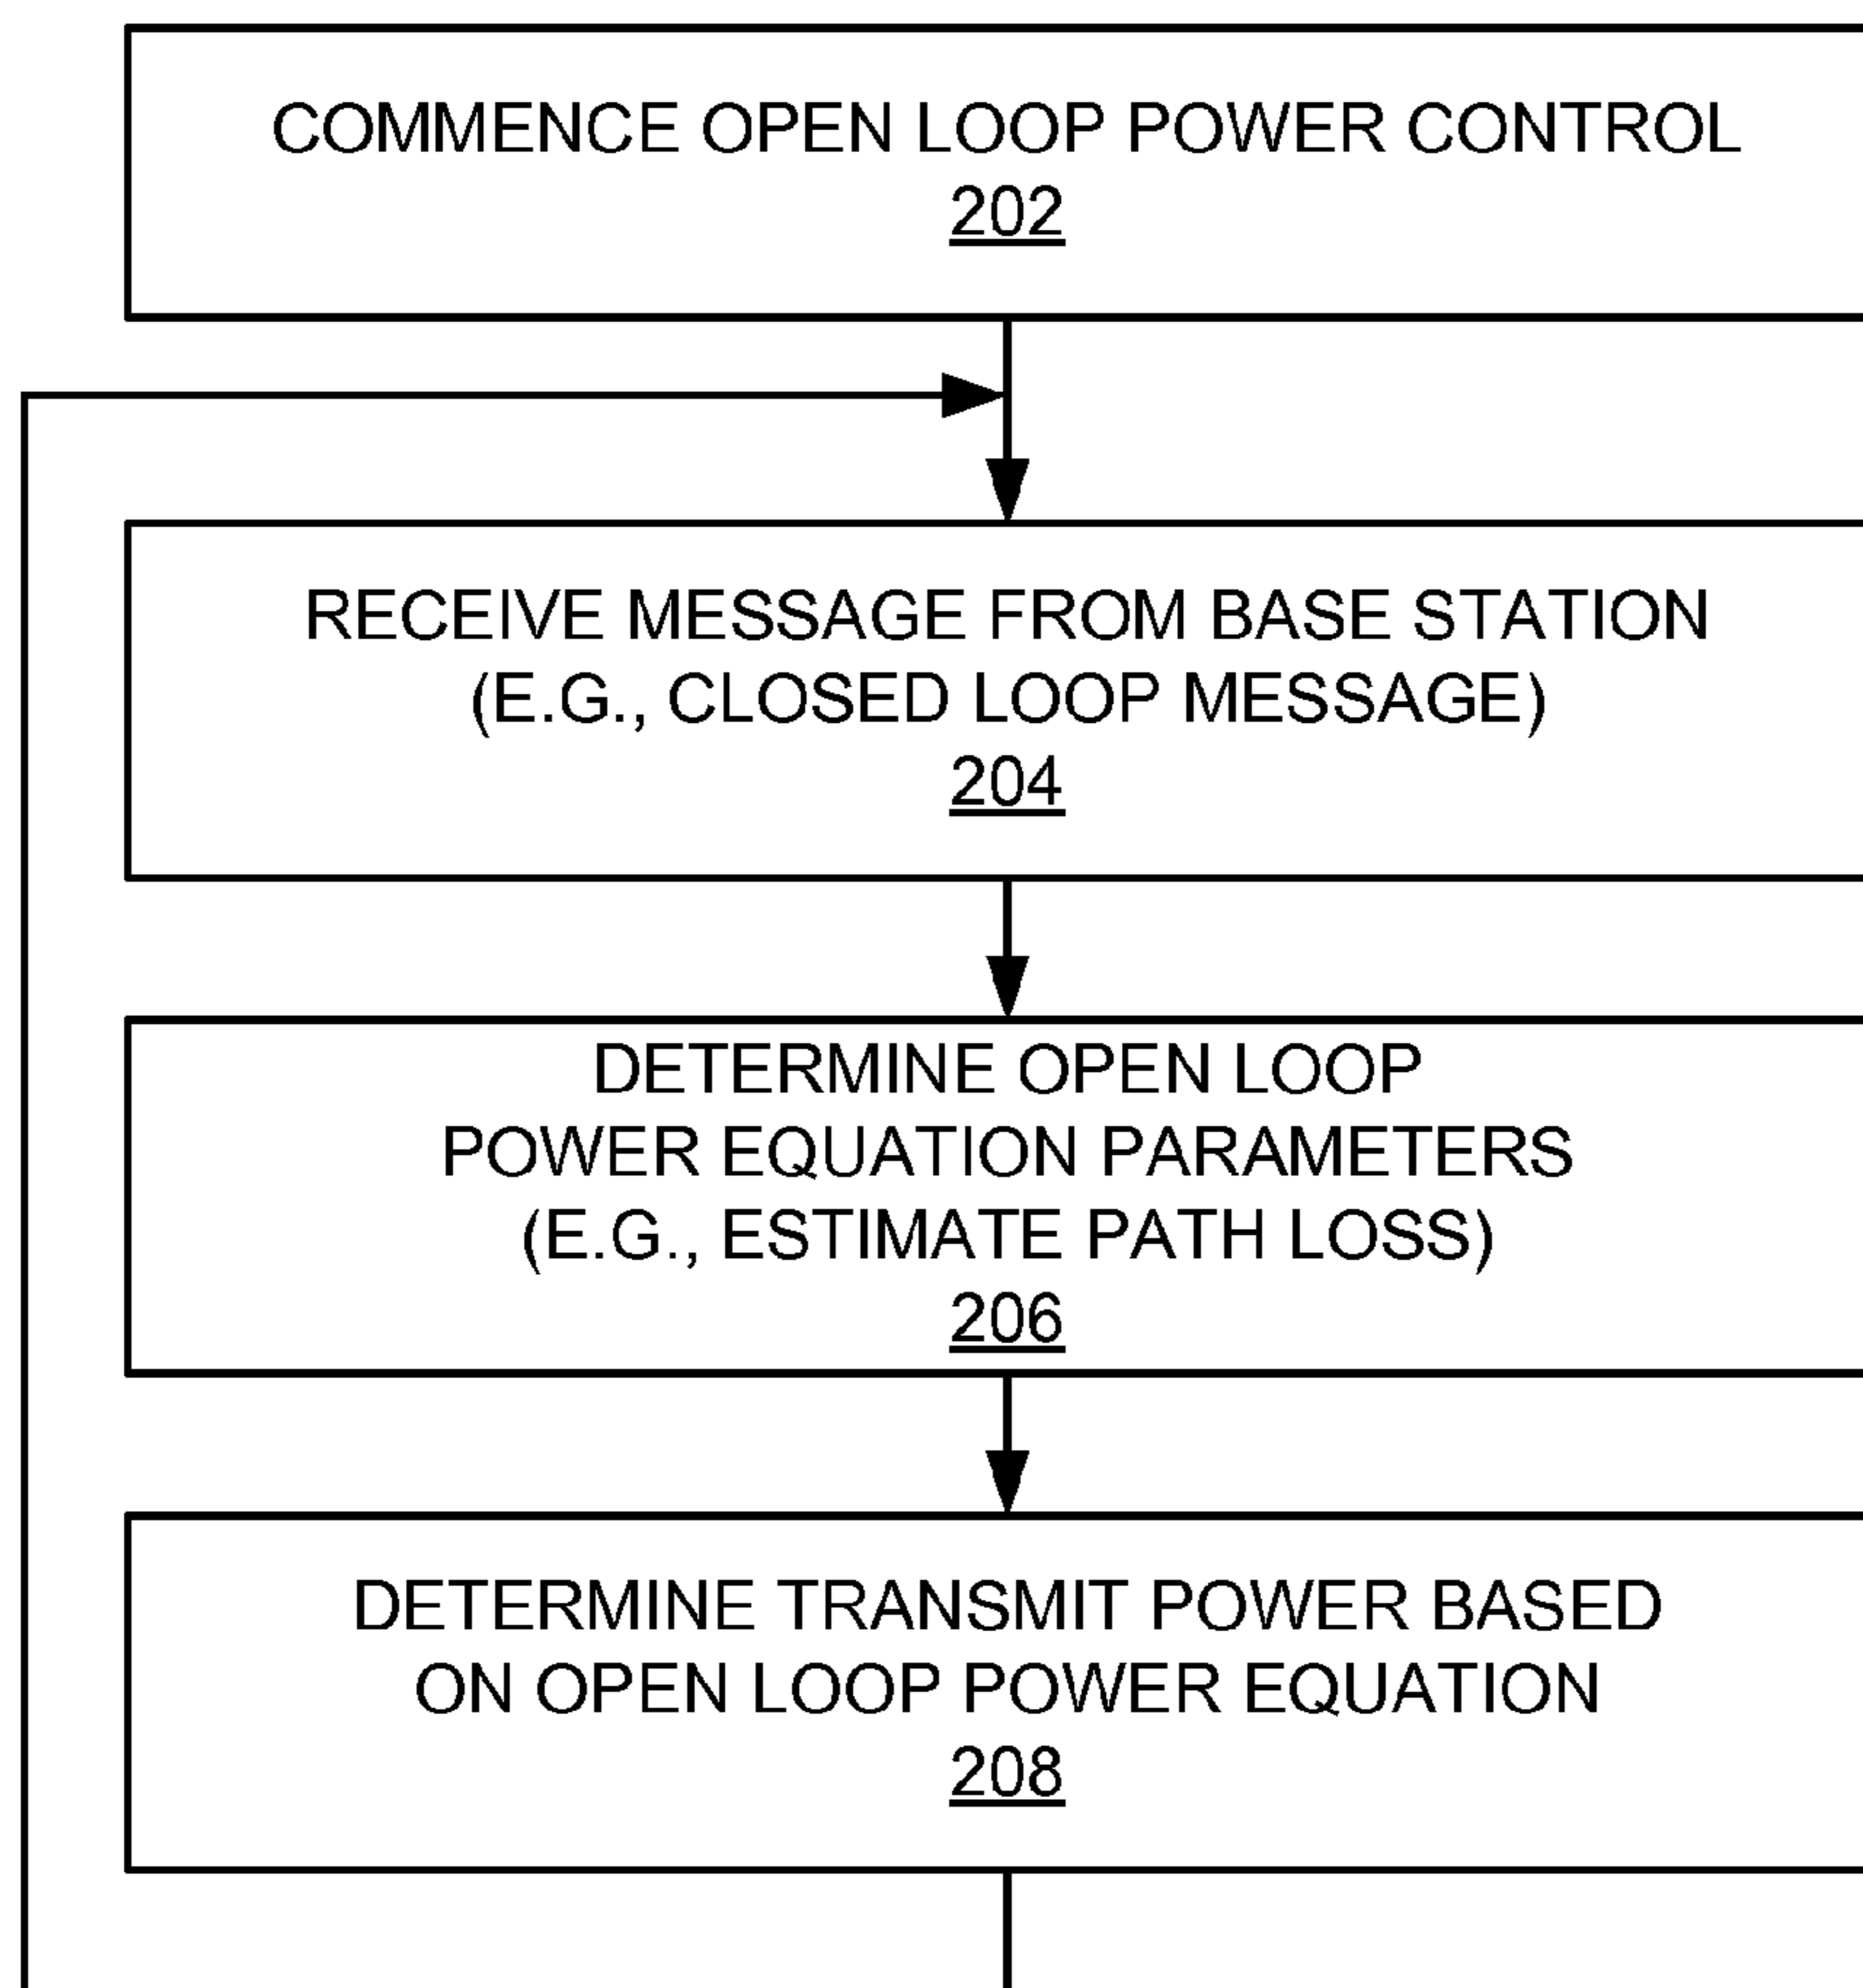 COMMENCE OPEN LOOP POWER CONTROL
202
RECEIVE MESSAGE FROM BASE STATION
(E.G., CLOSED LOOP MESSAGE)
204
DETERMINE OPEN LOOP
POWER EQUATION PARAMETERS
(E.G., ESTIMATE PATH LOSS)
206
DETERMINE TRANSMIT POWER BASED
ON OPEN LOOP POWER EQUATION
208